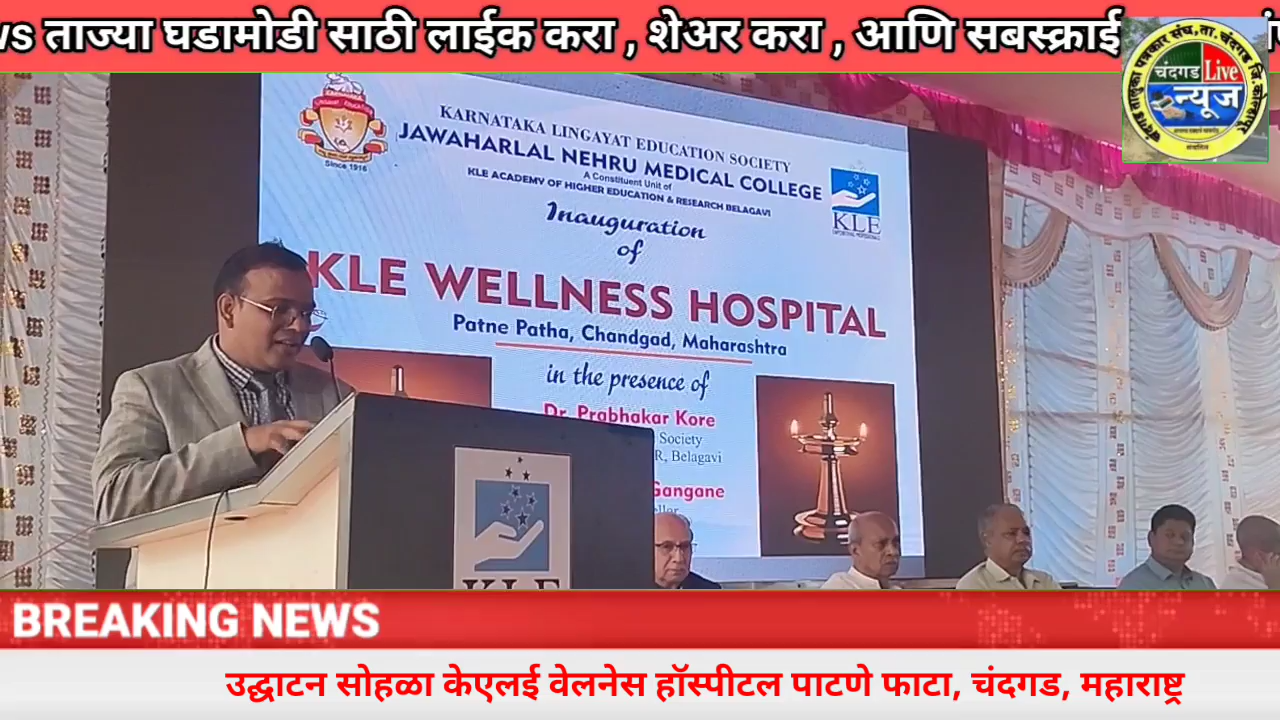 ws ताज्या घडामोडी साठी लाईक करा , शेअर करा , आणि सबस्क्राई
चंदगड Live
न्यूज
KARNATAKA LINGAYAT EDUCATION SOCIETY
JAWAHARLAL NEHRU MEDICAL COLLEGE
A Constituent Unit of
KLE ACADEMY OF HIGHER EDUCATION & RESEARCH BELAGAVI
Since 1916
KLE
Inauguration
of
KLE WELLNESS HOSPITAL
Patne Patha, Chandgad, Maharashtra
in the presence of
Dr. Prabhakar Kore
Society
R, Belagavi
Gangane
KLE
BREAKING NEWS
उद्घाटन सोहळा केएलई वेलनेस हॉस्पीटल पाटणे फाटा, चंदगड, महाराष्ट्र